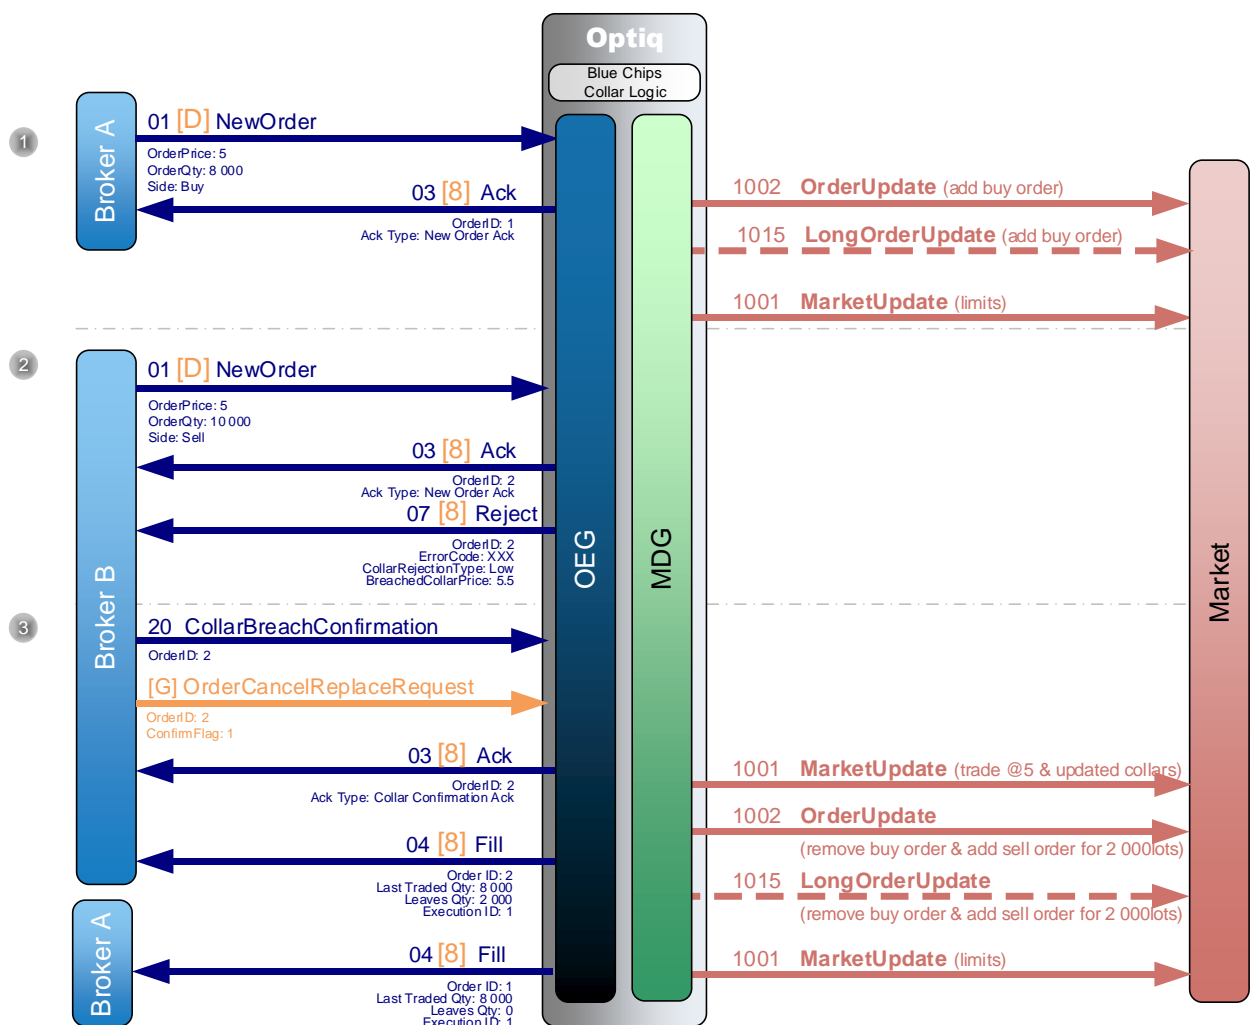 Optiq
Blue Chips
Collar Logic
1
Broker A
01 [D] NewOrder
OrderPrice: 5
OrderQty: 8 000
Side: Buy
03 [8] Ack
OrderID: 1
Ack Type: New Order Ack
1002 OrderUpdate (add buy order)
1015 LongOrderUpdate (add buy order)
1001 MarketUpdate (limits)
2
Broker B
01 [D] NewOrder
OrderPrice: 5
OrderQty: 10 000
Side: Sell
03 [8] Ack
OrderID: 2
Ack Type: New Order Ack
07 [8] Reject
OrderID: 2
ErrorCode: XXX
CollarRejectionType: Low
BreachedCollarPrice: 5.5
OEG
MDG
Market
3
20 CollarBreachConfirmation
OrderID: 2
[G] OrderCancelReplaceRequest
OrderID: 2
ConfirmFlag: 1
03 [8] Ack
OrderID: 2
Ack Type: Collar Confirmation Ack
1001 MarketUpdate (trade @5 & updated collars)
1002 OrderUpdate
(remove buy order & add sell order for 2 000lots)
04 [8] Fill
Order ID: 2
Last Traded Qty: 8 000
Leaves Qty: 2 000
Execution ID: 1
1015 LongOrderUpdate
(remove buy order & add sell order for 2 000lots)
Broker A
04 [8] Fill
Order ID: 1
Last Traded Qty: 8 000
Leaves Qty: 0
Execution ID: 1
1001 MarketUpdate (limits)